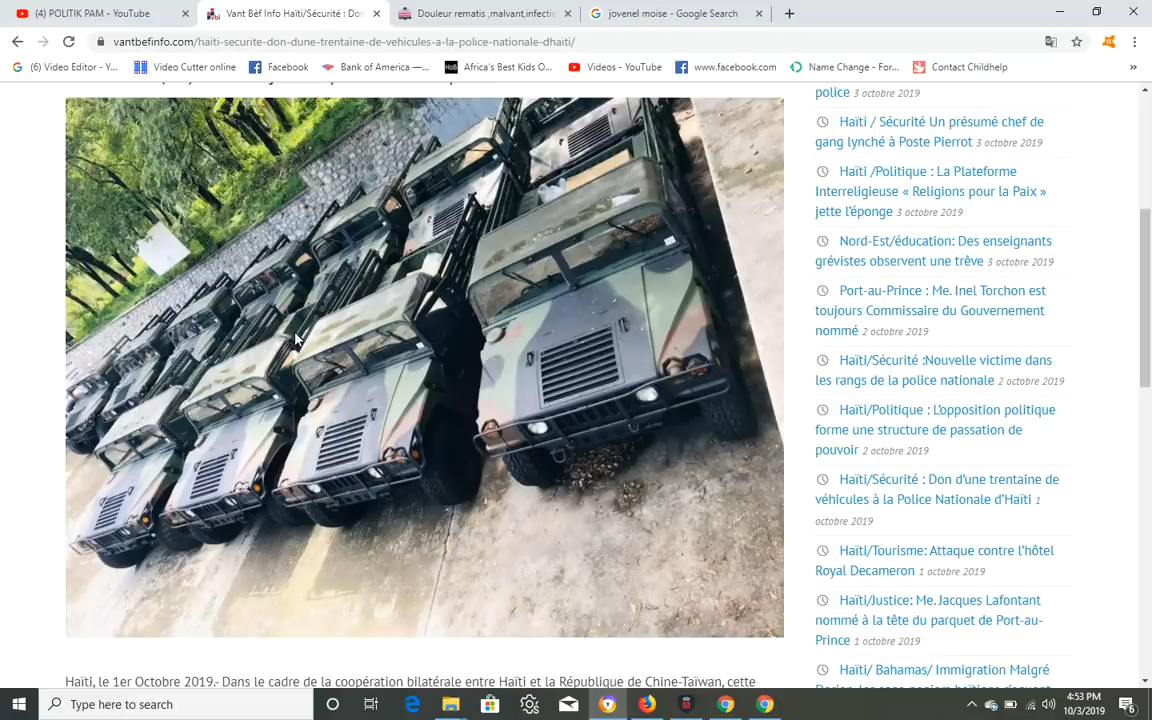 (4) POLITIK PAM - YouTube
Vant Bèf Info Haïti/Sécurité : Don
Douleur rematis ,malvant,infectio
jovenel moise - Google Search
vantbefinfo.com/haiti-securite-don-dune-trentaine-de-vehicules-a-la-police-nationale-dhaiti/
(6) Video Editor - Y...
Video Cutter online
Facebook
Bank of America —...
HoB
Africa's Best Kids O...
Videos - YouTube
www.facebook.com
Name Change - For...
Contact Childhelp
»
police 3 octobre 2019
Haïti / Sécurité Un présumé chef de
gang lynché à Poste Pierrot 3 octobre 2019
Haïti /Politique : La Plateforme
Interreligieuse « Religions pour la Paix »
jette l’éponge 3 octobre 2019
Nord-Est/éducation: Des enseignants
grévistes observent une trêve 3 octobre 2019
Port-au-Prince : Me. Inel Torchon est
toujours Commissaire du Gouvernement
nommé 2 octobre 2019
Haïti/Sécurité :Nouvelle victime dans
les rangs de la police nationale 2 octobre 2019
Haïti/Politique : L’opposition politique
forme une structure de passation de
pouvoir 2 octobre 2019
Haïti/Sécurité : Don d’une trentaine de
véhicules à la Police Nationale d’Haïti 1
octobre 2019
Haïti/Tourisme: Attaque contre l’hôtel
Royal Decameron 1 octobre 2019
Haïti/Justice: Me. Jacques Lafontant
nommé à la tête du parquet de Port-au-
Prince 1 octobre 2019
Haïti/ Bahamas/ Immigration Malgré
Haïti, le 1er Octobre 2019.- Dans le cadre de la coopération bilatérale entre Haïti et la République de Chine-Taïwan, cette
Type here to search
4:53 PM
10/3/2019
6